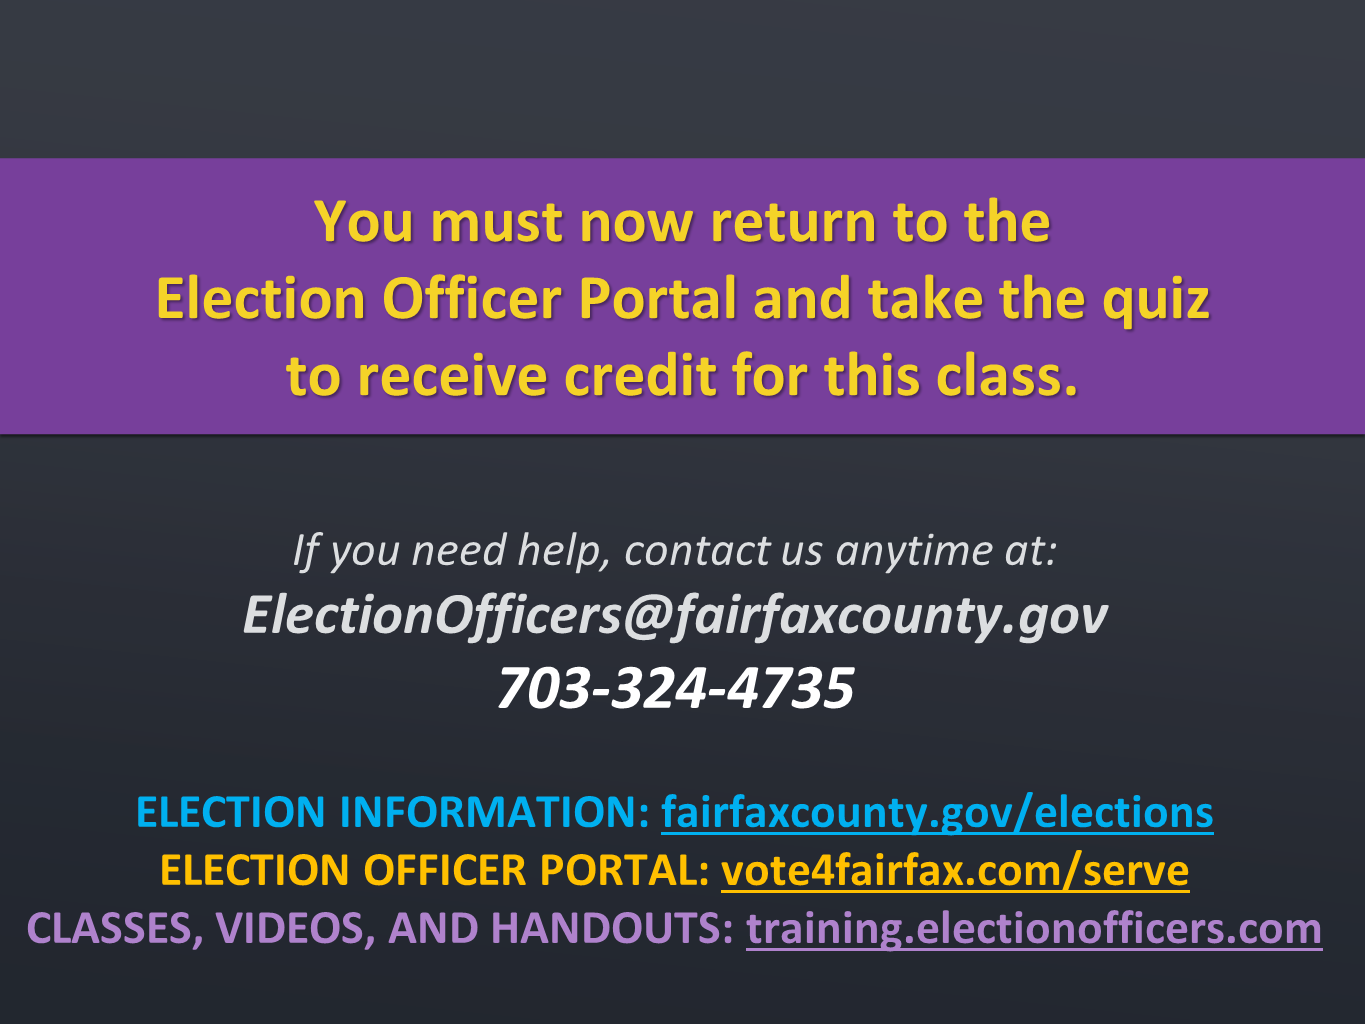 You must now return to the
Election Officer Portal and take the quiz
to receive credit for this class.
If you need help, contact us anytime at:
ElectionOfficers@fairfaxcounty.gov
703-324-4735
ELECTION INFORMATION: fairfaxcounty.gov/elections
ELECTION OFFICER PORTAL: vote4fairfax.com/serve
CLASSES, VIDEOS, AND HANDOUTS: training.electionofficers.com